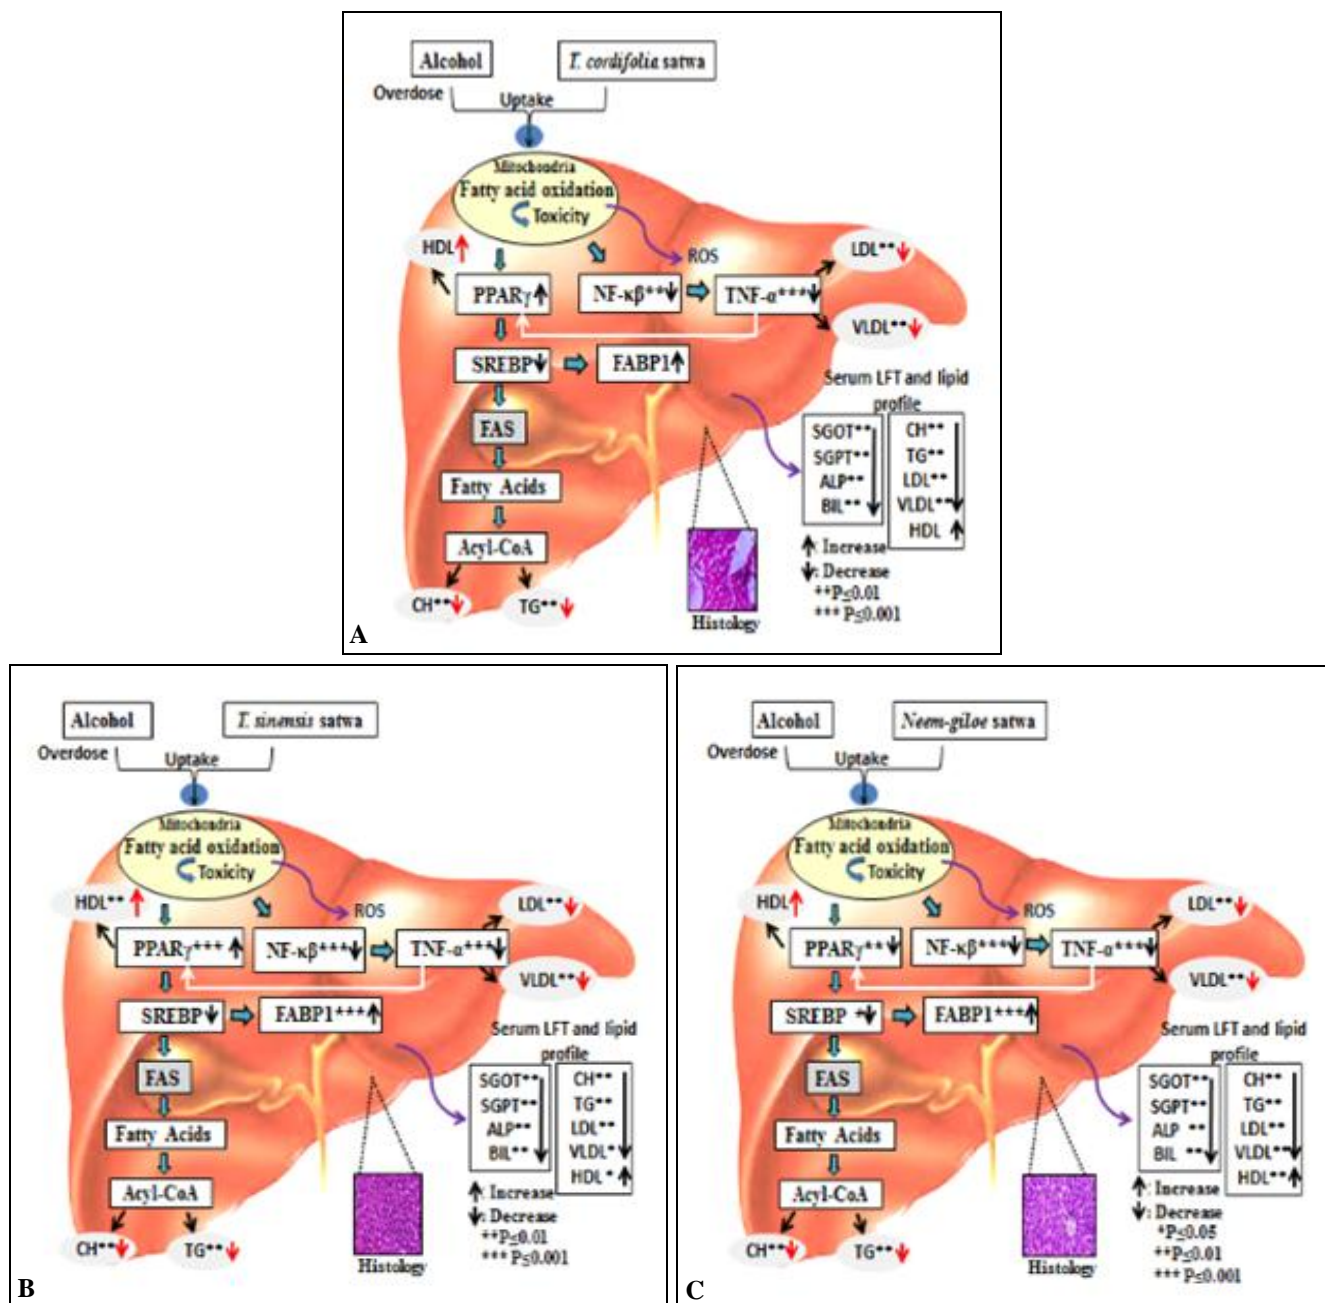 Alcohol
T. cordifolia satwa
Overdose
Uptake
Mitochondria
Fatty acid oxidation
Toxicity
HDL
ROS
LDL**
PPARγ
NF-κβ**
TNF-α***
VLDL**
SREBP
FABP1
Serum LFT and lipid
profile
FAS
SGOT**
SGPT**
ALP**
BIL**
CH**
TG**
LDL**
VLDL**
HDL
Fatty Acids
Acyl-CoA
: Increase
: Decrease
**P≤0.01
*** P≤0.001
CH**
TG**
Histology
A
Alcohol
T. sinensis satwa
Overdose
Uptake
Mitochondria
Fatty acid oxidation
Toxicity
HDL**
ROS
LDL**
PPARγ***
NF-κβ***
TNF-α***
VLDL**
SREBP
FABP1***
Serum LFT and lipid
profile
FAS
SGOT**
SGPT**
ALP**
BIL**
CH**
TG**
LDL**
VLDL*
HDL *
Fatty Acids
Acyl-CoA
: Increase
: Decrease
**P≤0.01
*** P≤0.001
CH**
TG**
Histology
B
Alcohol
Neem-giloe satwa
Overdose
Uptake
Mitochondria
Fatty acid oxidation
Toxicity
HDL
ROS
LDL**
PPARγ**
NF-κβ***
TNF-α***
VLDL**
SREBP
FABP1***
Serum LFT and lipid
profile
FAS
SGOT**
SGPT**
ALP **
BIL **
CH**
TG**
LDL**
VLDL**
HDL**
Fatty Acids
Acyl-CoA
: Increase
: Decrease
*P≤0.05
**P≤0.01
*** P≤0.001
CH**
TG**
Histology
C